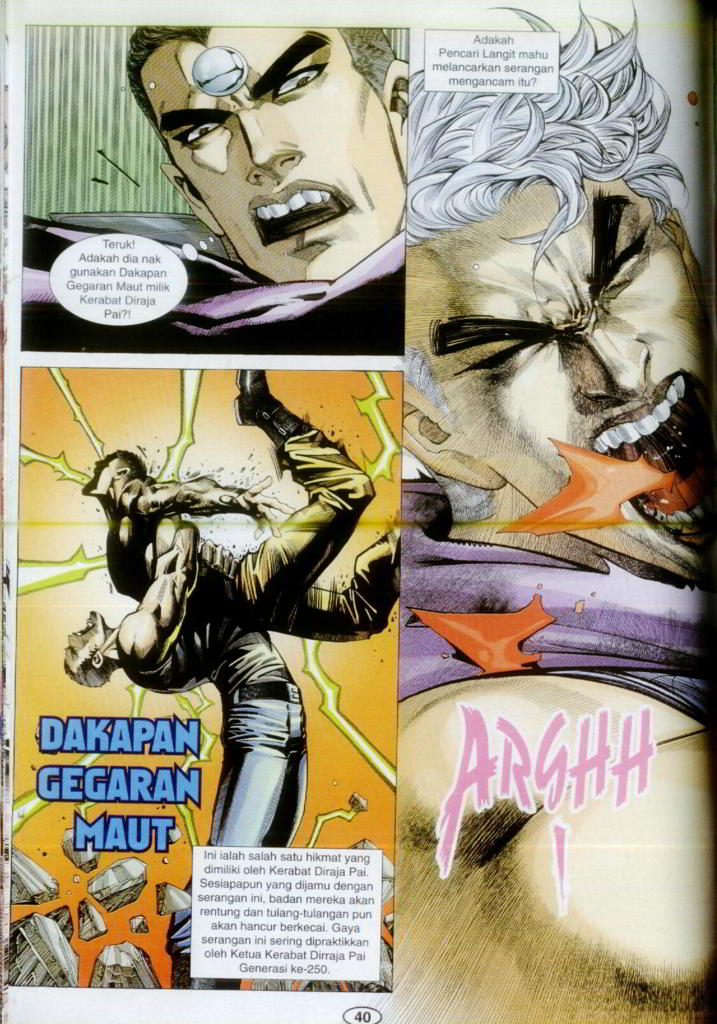 Teruk!
Adakah dia nak
gunakan Dakapan
Gegaran Maut milik
Kerabat Diraja
Pai?!
Adakah
Pencari Langit mahu
melancarkan serangan
mengancam itu?
DAKAPAN
GEGARAN
MAUT
Ini ialah salah satu hikmat yang
dimiliki oleh Kerabat Diraja Pai.
Sesiapapun yang dijamu dengan
serangan ini, badan mereka akan
rentung dan tulang-tulangan pun
akan hancur berkecai. Gaya
serangan ini sering dipraktikkan
oleh Ketua Kerabat Dirraja Pai
Generasi ke-250.
ARGHH
!
40